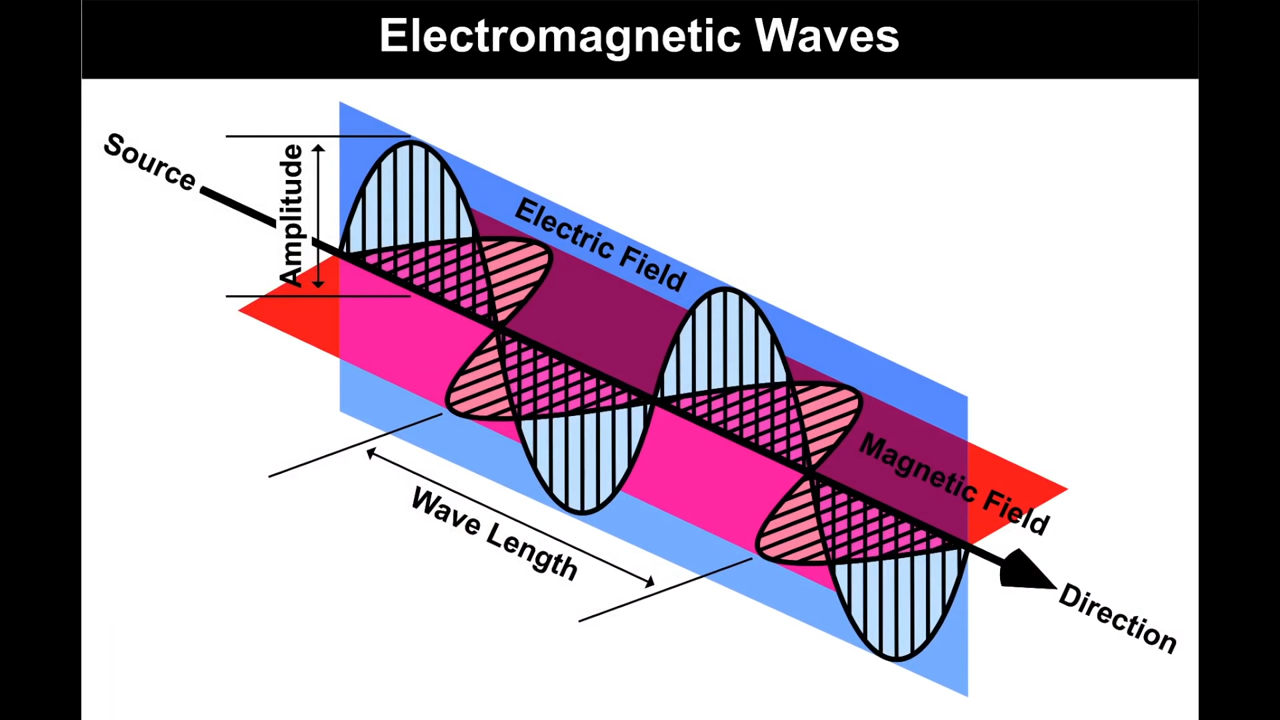 Electromagnetic Waves
Source
Amplitude
Electric Field
Magnetic Field
Wave Length
Direction